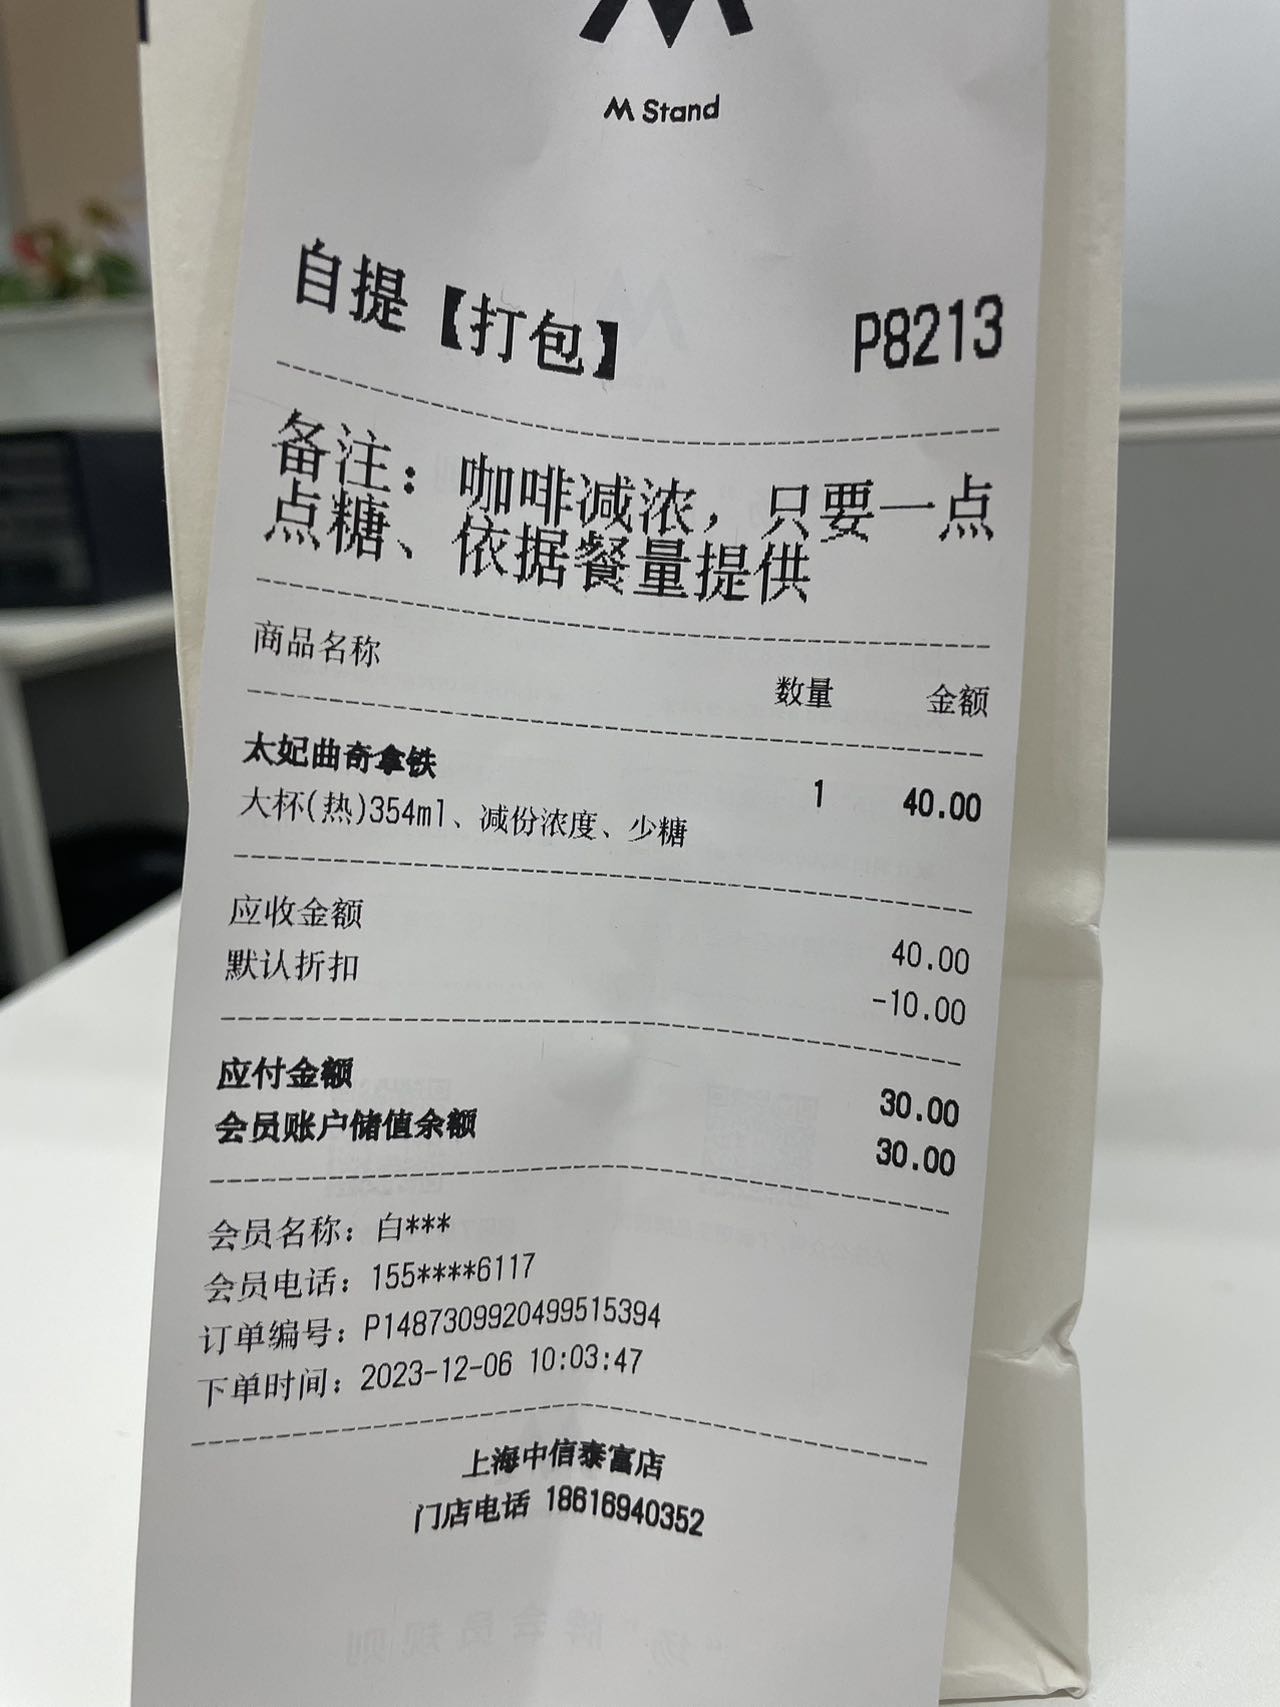 M Stand
自提【打包】 P8213
备注：咖啡减浓，只要一点
点糖、依据餐量提供
商品名称 数量 金额
太妃曲奇拿铁 1 40.00
大杯(热)354ml、减份浓度、少糖
应收金额 40.00
默认折扣 -10.00
应付金额 30.00
会员账户储值余额 30.00
会员名称：白***
会员电话：155****6117
订单编号：P1487309920499515394
下单时间：2023-12-06 10:03:47
上海中信泰富店
门店电话 18616940352